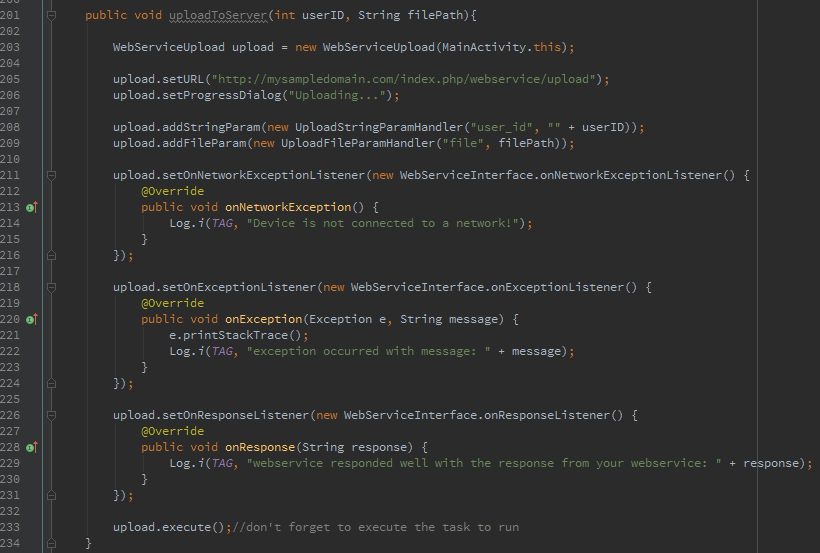 201 public void uploadToServer(int userID, String filePath){
202
203 WebServiceUpload upload = new WebServiceUpload(MainActivity.this);
204
205 upload.setURL("http://mysampledomain.com/index.php/webservice/upload");
206 upload.setProgressDialog("Uploading...");
207
208 upload.addStringParam(new UploadStringParamHandler("user_id", "" + userID));
209 upload.addFileParam(new UploadFileParamHandler("file", filePath));
210
211 upload.setOnNetworkExceptionListener(new WebServiceInterface.onNetworkExceptionListener() {
212 @Override
213 public void onNetworkException() {
214 Log.i(TAG, "Device is not connected to a network!");
215 }
216 });
217
218 upload.setOnExceptionListener(new WebServiceInterface.onExceptionListener() {
219 @Override
220 public void onException(Exception e, String message) {
221 e.printStackTrace();
222 Log.i(TAG, "exception occurred with message: " + message);
223 }
224 });
225
226 upload.setOnResponseListener(new WebServiceInterface.onResponseListener() {
227 @Override
228 public void onResponse(String response) {
229 Log.i(TAG, "webservice responded well with the response from your webservice: " + response);
230 }
231 });
232
233 upload.execute();//don't forget to execute the task to run
234 }